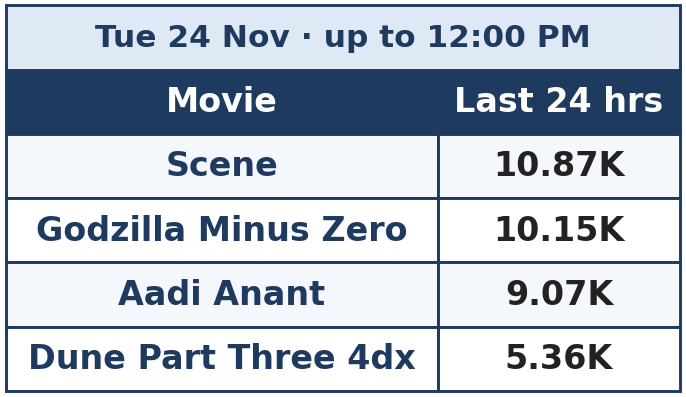 Tue 24 Nov · up to 12:00 PM
Movie Last 24 hrs
Scene 10.87K
Godzilla Minus Zero 10.15K
Aadi Anant 9.07K
Dune Part Three 4dx 5.36K